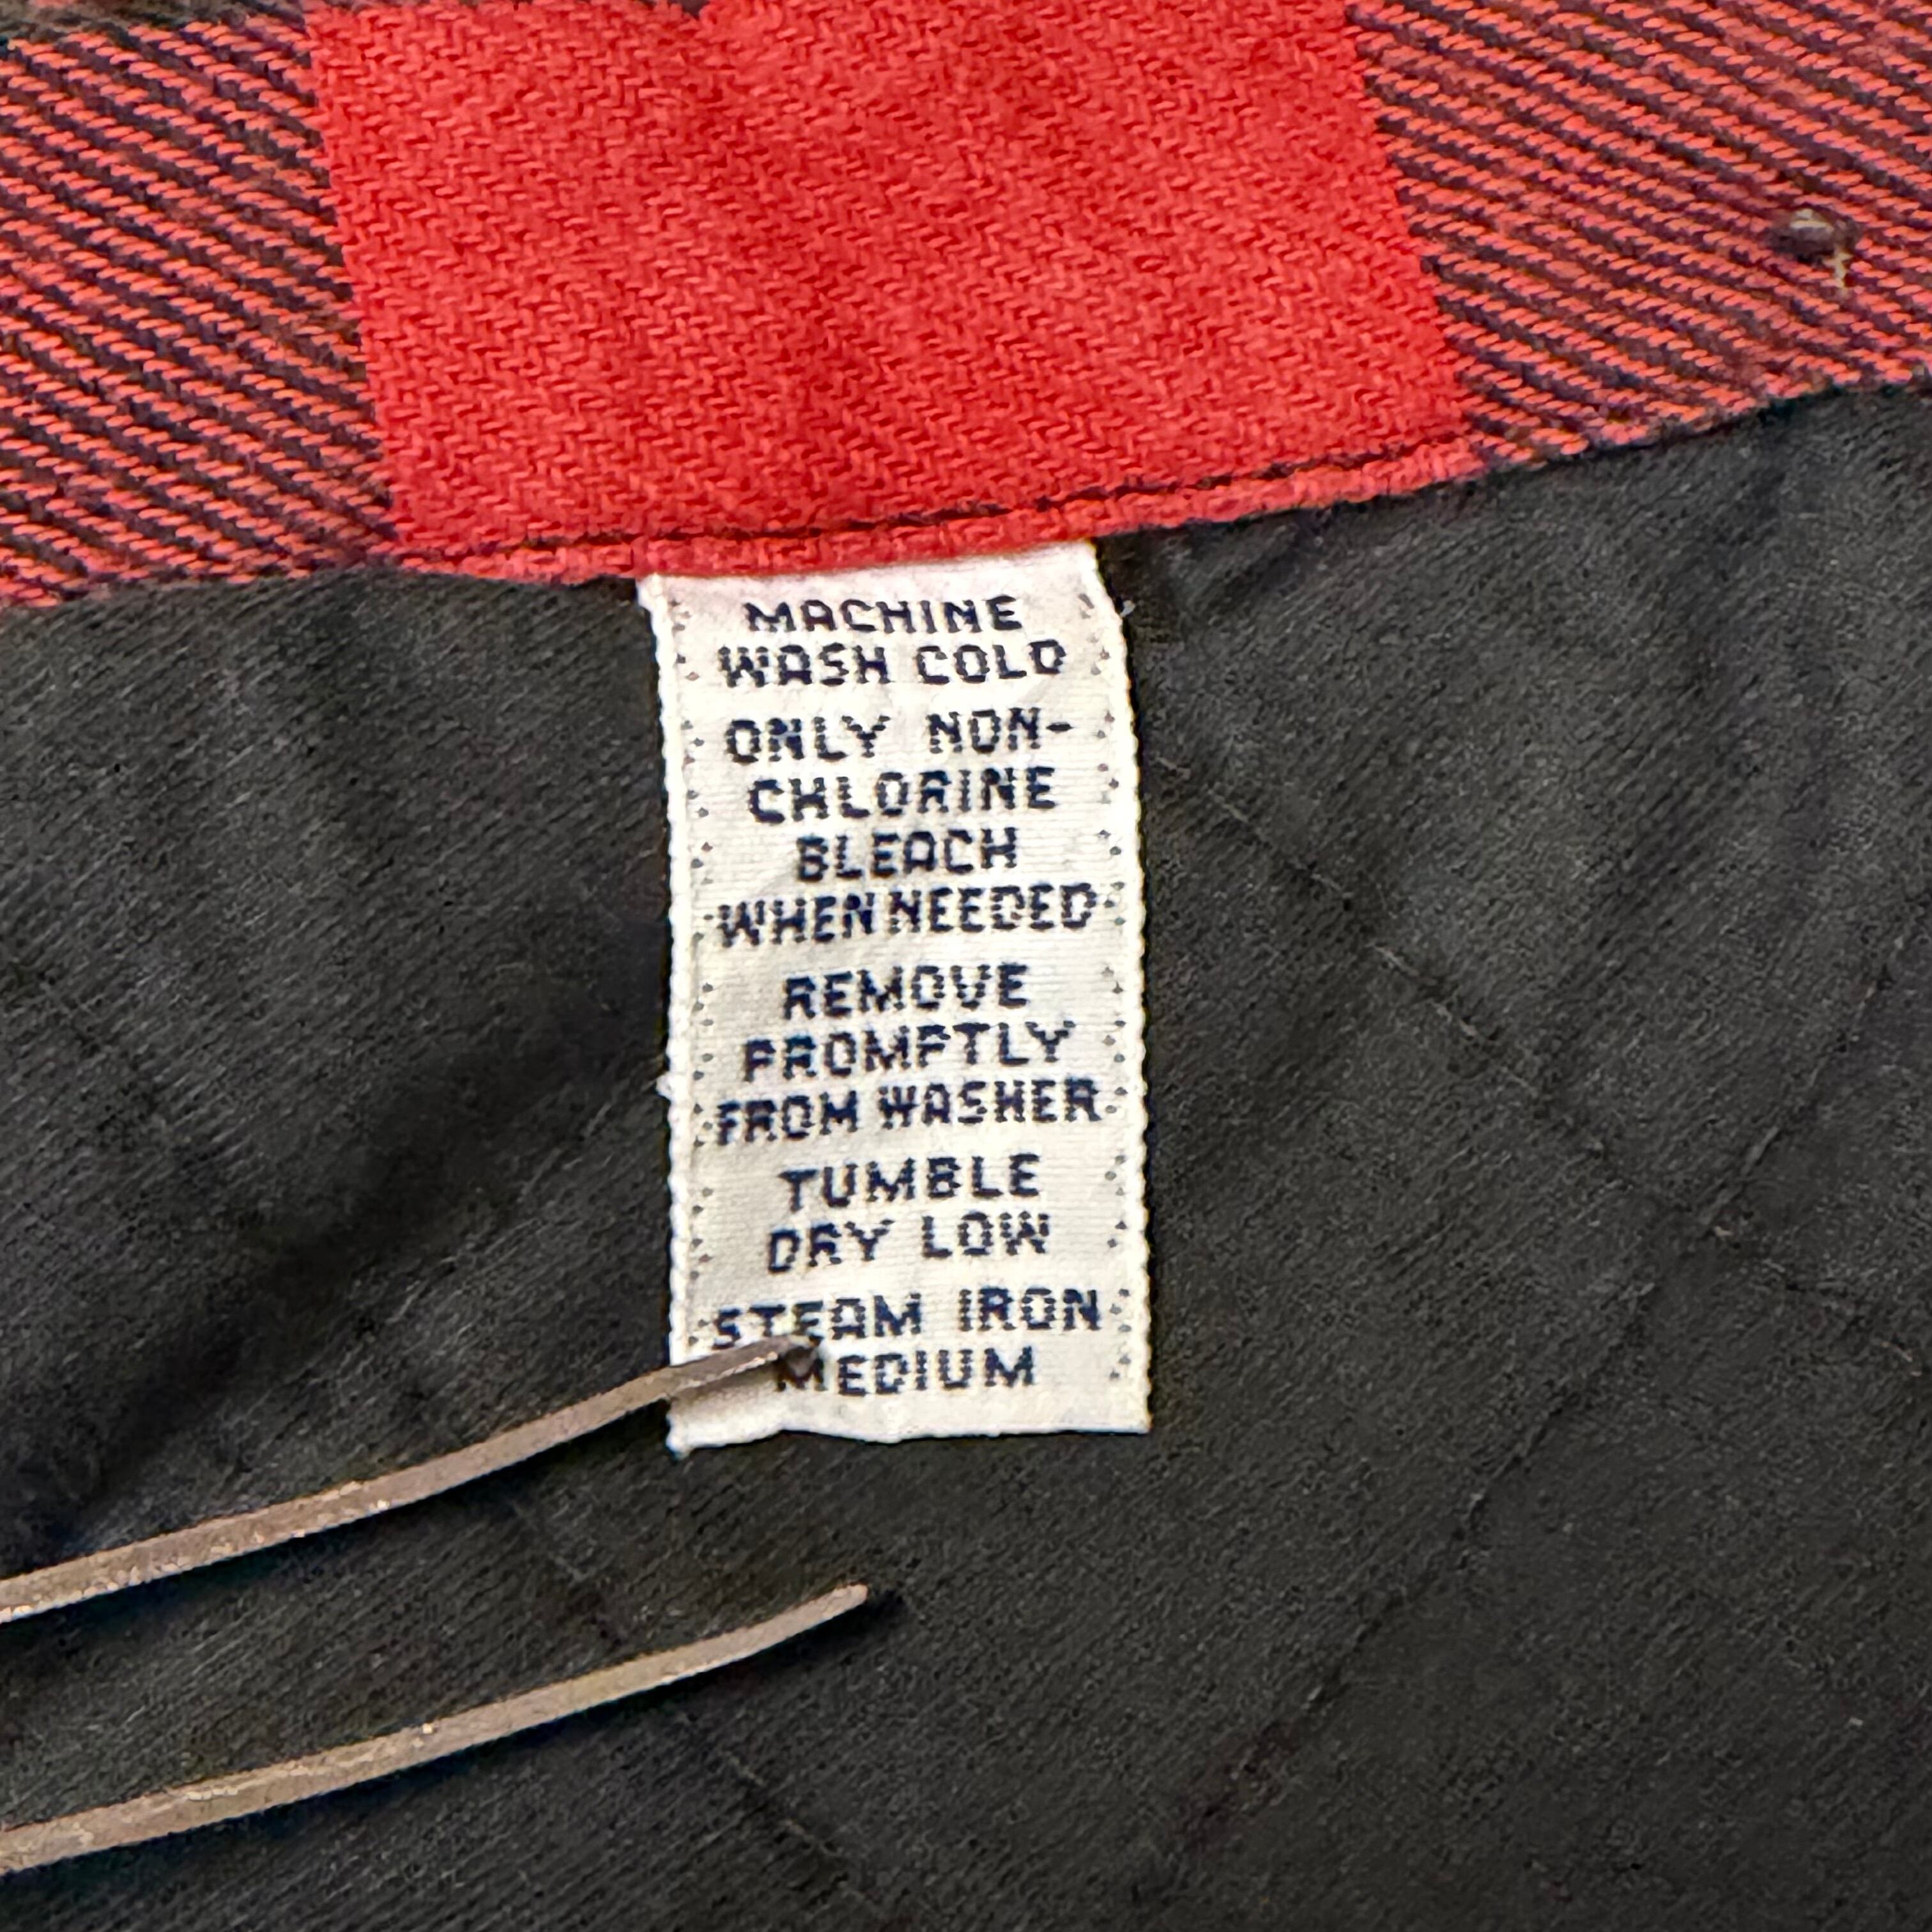 MACHINE
WASH COLD
ONLY NON-
CHLORINE
BLEACH
WHEN NEEDED
REMOVE
PROMPTLY
FROM WASHER
TUMBLE
DRY LOW
STEAM IRON
MEDIUM